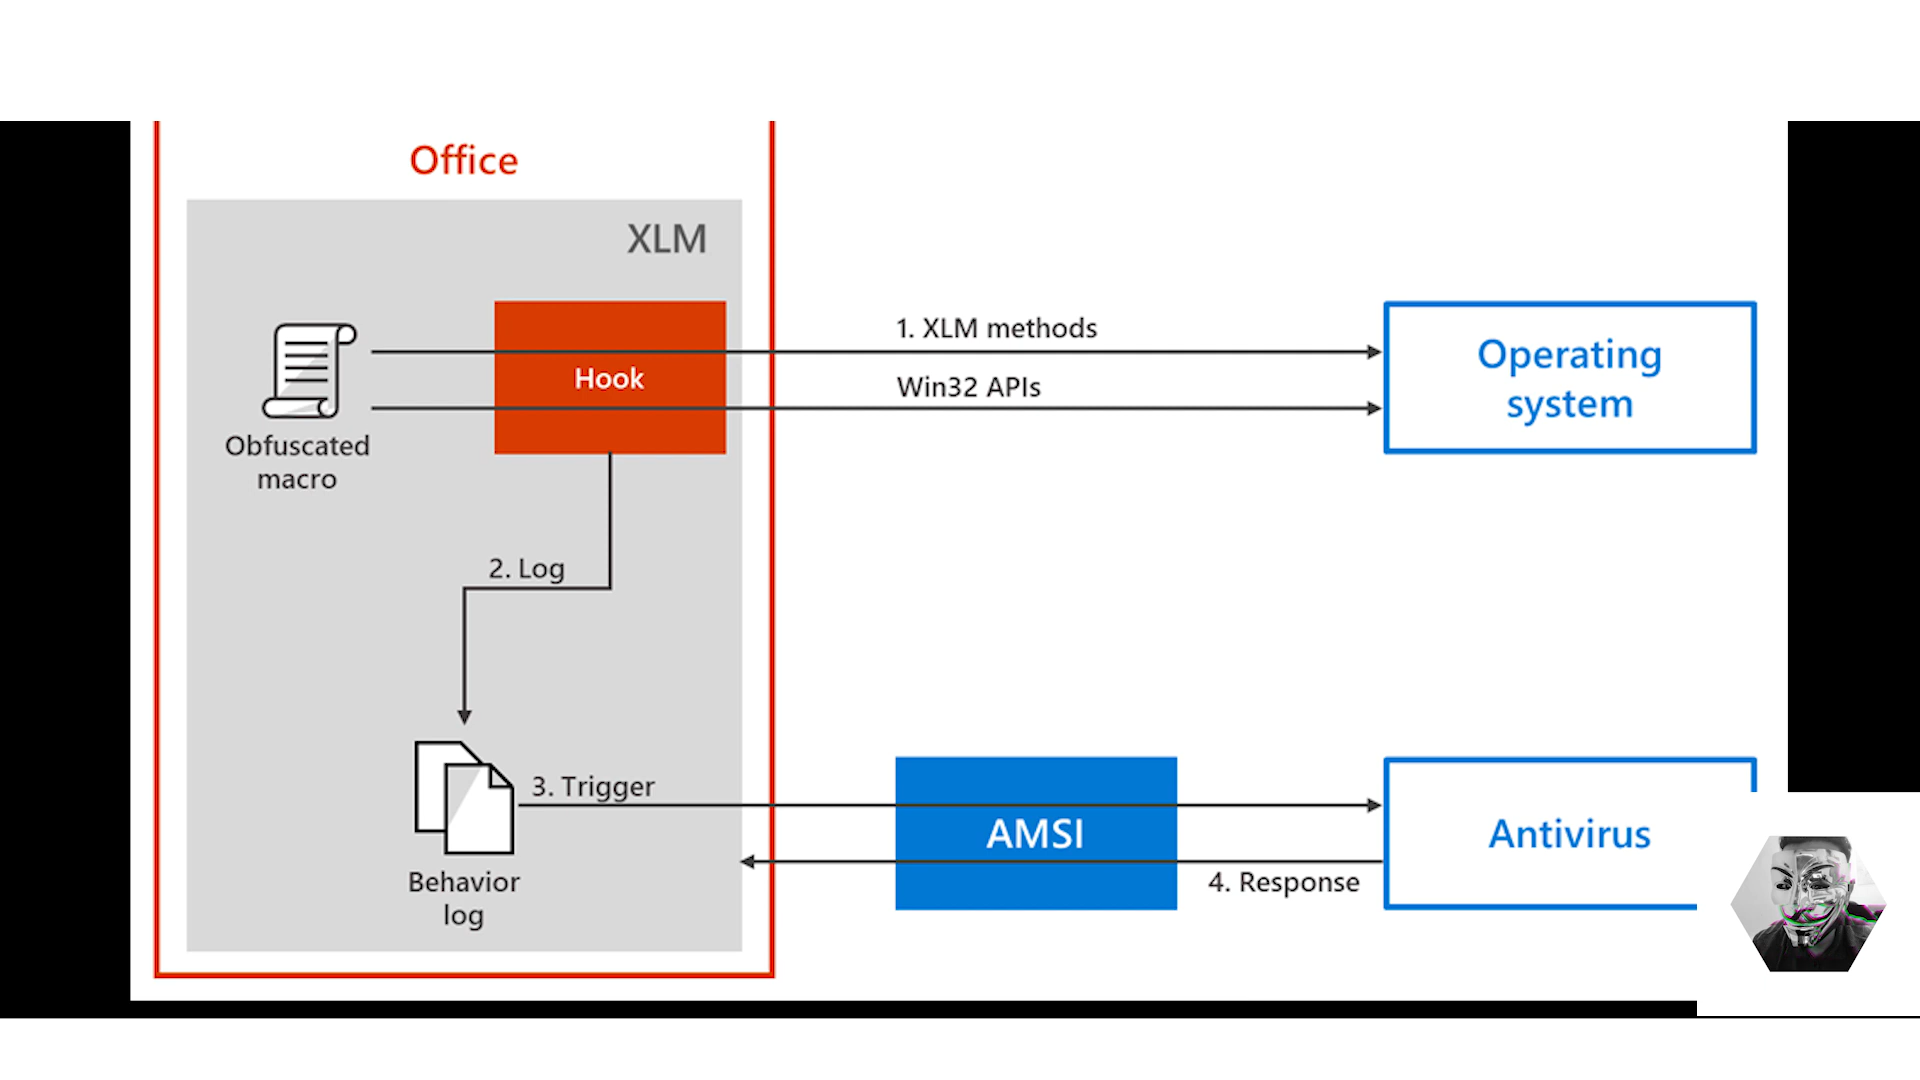 Office
XLM
1. XLM methods
Hook
Win32 APIs
Operating
system
Obfuscated
macro
2. Log
3. Trigger
AMSI
Antivirus
4. Response
Behavior
log